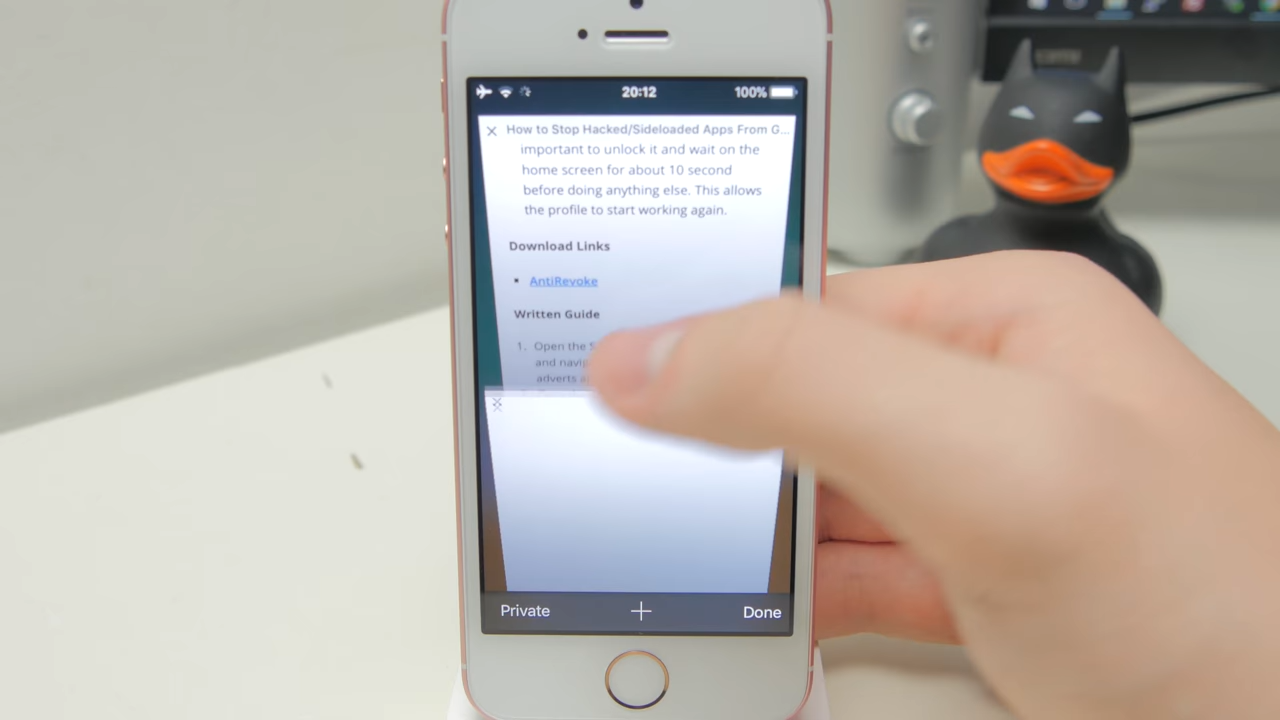 20:12
100%
How to Stop Hacked/Sideloaded Apps From G...
important to unlock it and wait on the
home screen for about 10 second
before doing anything else. This allows
the profile to start working again.
Download Links
AntiRevoke
Written Guide
1. Open the
and
adverts
Private
Done